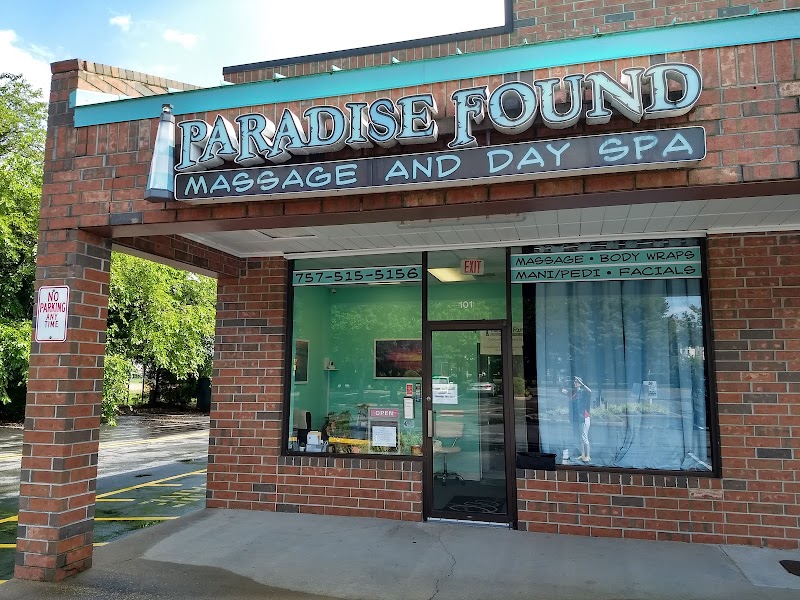 PARADISE FOUND
MASSAGE AND DAY SPA
757-515-5156
EXIT
MASSAGE • BODY WRAPS
MANI/PEDI • FACIALS
101
NO
PARKING
ANY
TIME
OPEN